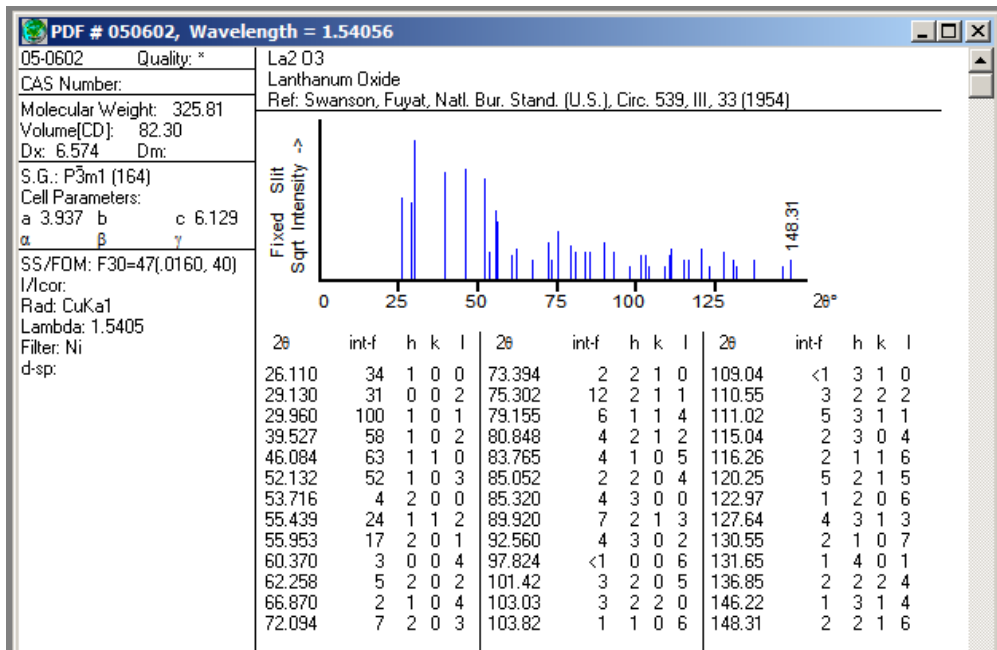 PDF # 050602, Wavelength = 1.54056
05-0602 Quality: *
CAS Number:
Molecular Weight: 325.81
Volume[CD]: 82.30
Dx: 6.574 Dm:
S.G.: P3̄m1 (164)
Cell Parameters:
a 3.937 b c 6.129
α β γ
SS/FOM: F30=47(.0160, 40)
I/Icor:
Rad: CuKa1
Lambda: 1.5405
Filter: Ni
d-sp:
La2 O3
Lanthanum Oxide
Ref: Swanson, Fuyat, Natl. Bur. Stand. (U.S.), Circ. 539, III, 33 (1954)
Fixed Slit
Sqrt Intensity ->
148.31
0 25 50 75 100 125 2θ°
2θ int-f h k l 2θ int-f h k l 2θ int-f h k l
26.110 34 1 0 0 73.394 2 2 1 0 109.04 <1 3 1 0
29.130 31 0 0 2 75.302 12 2 1 1 110.55 3 2 2 2
29.960 100 1 0 1 79.155 6 1 1 4 111.02 5 3 1 1
39.527 58 1 0 2 80.848 4 2 1 2 115.04 2 3 0 4
46.084 63 1 1 0 83.765 4 1 0 5 116.26 2 1 1 6
52.132 52 1 0 3 85.052 2 2 0 4 120.25 5 2 1 5
53.716 4 2 0 0 85.320 4 3 0 0 122.97 1 2 0 6
55.439 24 1 1 2 89.920 7 2 1 3 127.64 4 3 1 3
55.953 17 2 0 1 92.560 4 3 0 2 130.55 2 1 0 7
60.370 3 0 0 4 97.824 <1 0 0 6 131.65 1 4 0 1
62.258 5 2 0 2 101.42 3 2 0 5 136.85 2 2 2 4
66.870 2 1 0 4 103.03 3 2 2 0 146.22 1 3 1 4
72.094 7 2 0 3 103.82 1 1 0 6 148.31 2 2 1 6